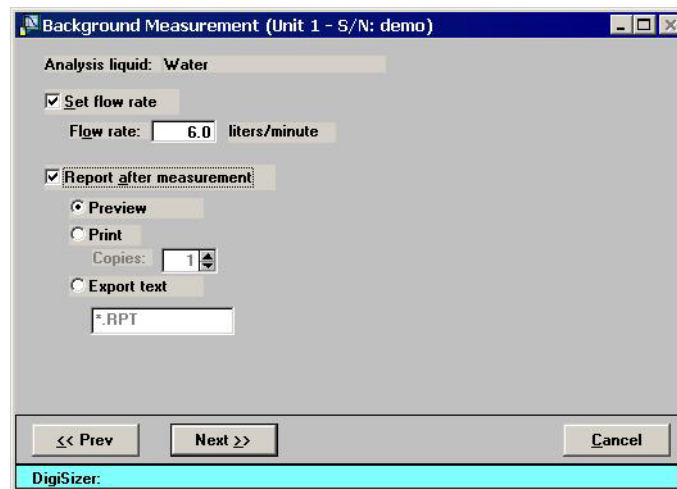 Background Measurement (Unit 1 - S/N: demo)
Analysis liquid: Water
Set flow rate
Flow rate: 6.0 liters/minute
Report after measurement
Preview
Print
Copies: 1
Export text
*.RPT
<< Prev Next >> Cancel
DigiSizer: